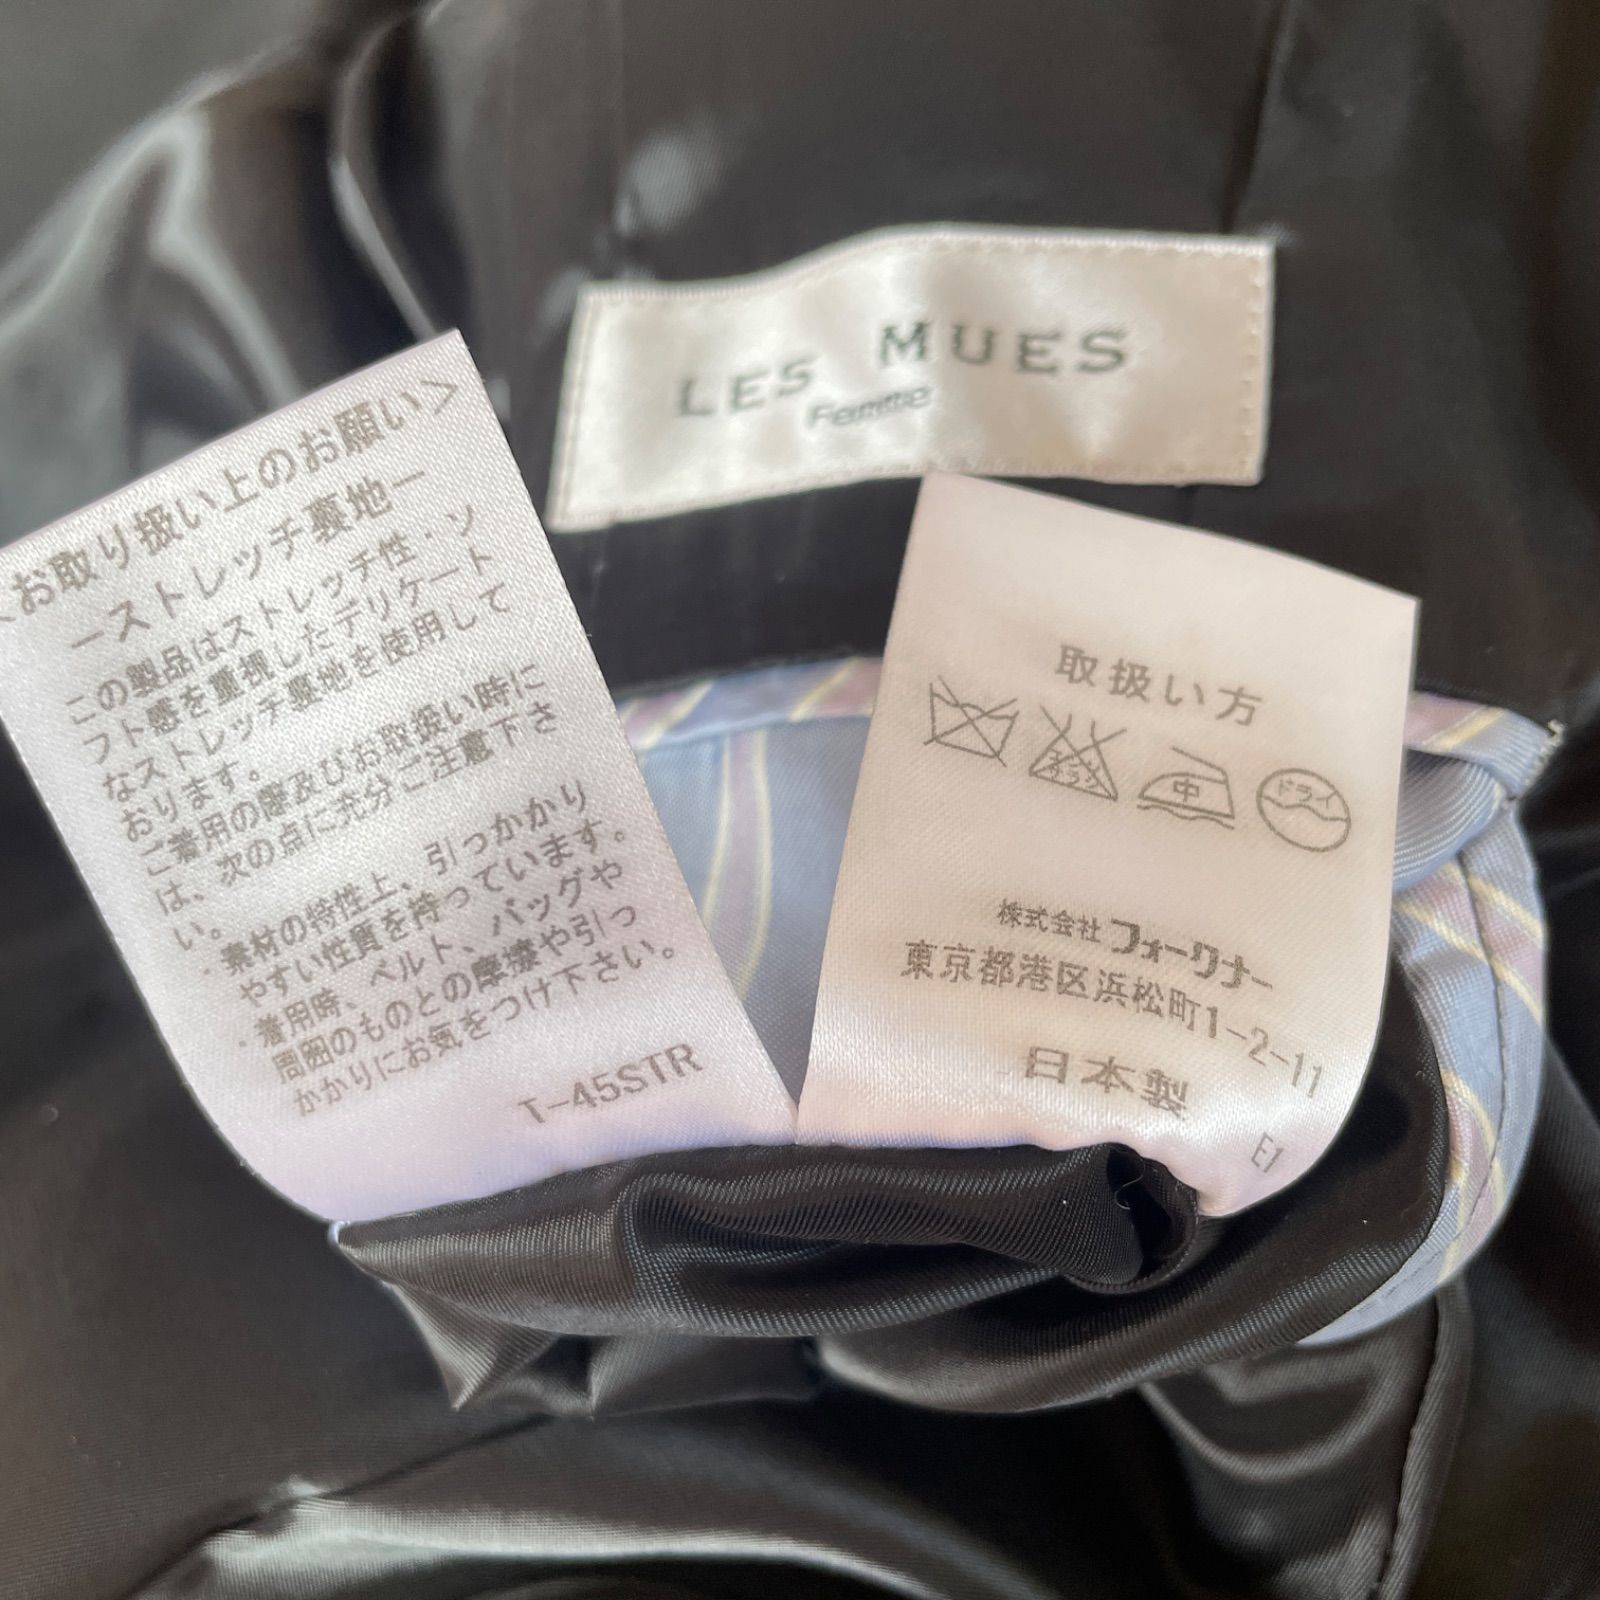 LES MUES
Femme
＜お取り扱い上のお願い＞
－ストレッチ裏地－
この製品はストレッチ性・ソ
フト感を重視したデリケート
なストレッチ裏地を使用して
おります。
ご着用の際及びお取扱い時に
は、次の点に充分ご注意下さ
い。
・素材の特性上、引っかかり
やすい性質を持っています。
・着用時、ベルト、バッグや
周囲のものとの摩擦や引っ
かかりにお気をつけ下さい。
T-45STR
取扱い方
エンソサラシ
中
ドライ
株式会社フォークナー
東京都港区浜松町1-2-11
日本製
E1